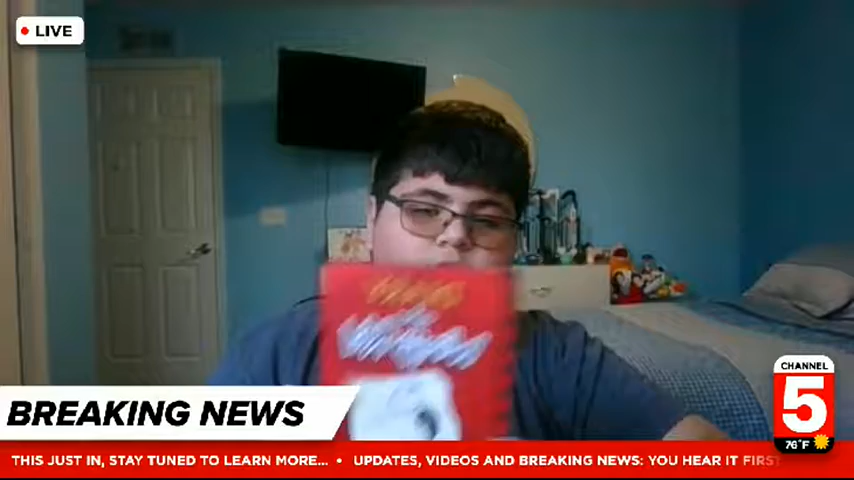 LIVE
BREAKING NEWS
CHANNEL
5
76°F
THIS JUST IN, STAY TUNED TO LEARN MORE... • UPDATES, VIDEOS AND BREAKING NEWS: YOU HEAR IT FIRST